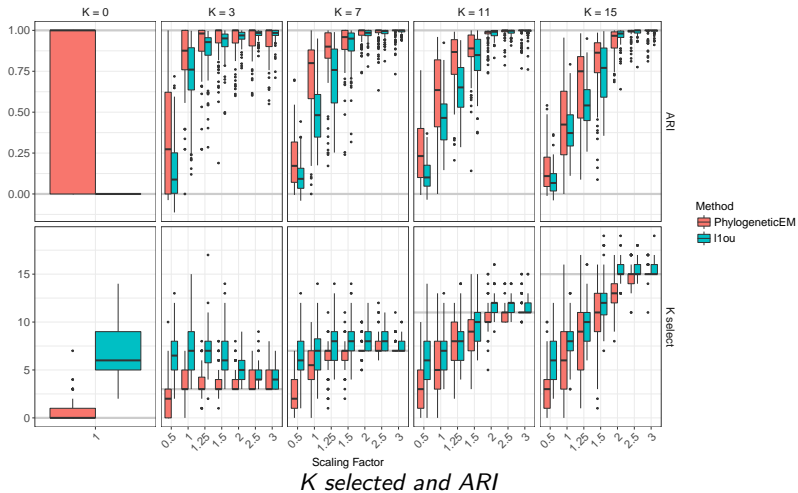 K = 0 K = 3 K = 7 K = 11 K = 15
1.00
0.75
0.50
0.25
0.00
ARI
Method
PhylogeneticEM
l1ou
15
10
5
0
K select
1 0.5 1 1.25 1.5 2 2.5 3 0.5 1 1.25 1.5 2 2.5 3 0.5 1 1.25 1.5 2 2.5 3 0.5 1 1.25 1.5 2 2.5 3
Scaling Factor
K selected and ARI